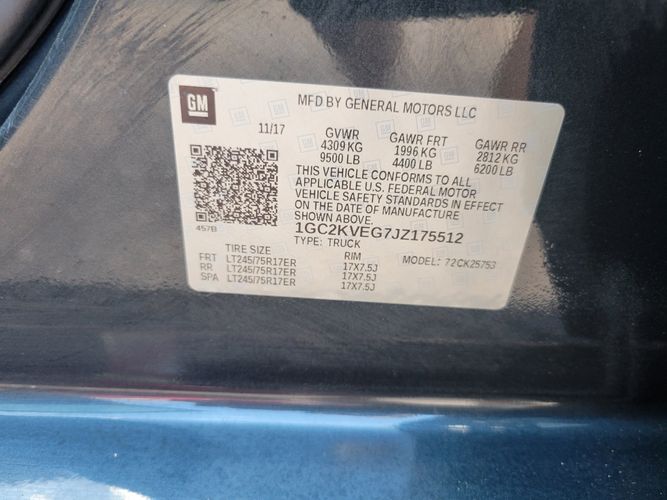 GM
MFD BY GENERAL MOTORS LLC
11/17 GVWR GAWR FRT GAWR RR
4309 KG 1996 KG 2812 KG
9500 LB 4400 LB 6200 LB
THIS VEHICLE CONFORMS TO ALL
APPLICABLE U.S. FEDERAL MOTOR
VEHICLE SAFETY STANDARDS IN EFFECT
ON THE DATE OF MANUFACTURE
SHOWN ABOVE.
457B 1GC2KVEG7JZ175512
TYPE: TRUCK
TIRE SIZE RIM MODEL: 72CK25753
FRT LT245/75R17ER 17X7.5J
RR LT245/75R17ER 17X7.5J
SPA LT245/75R17ER 17X7.5J